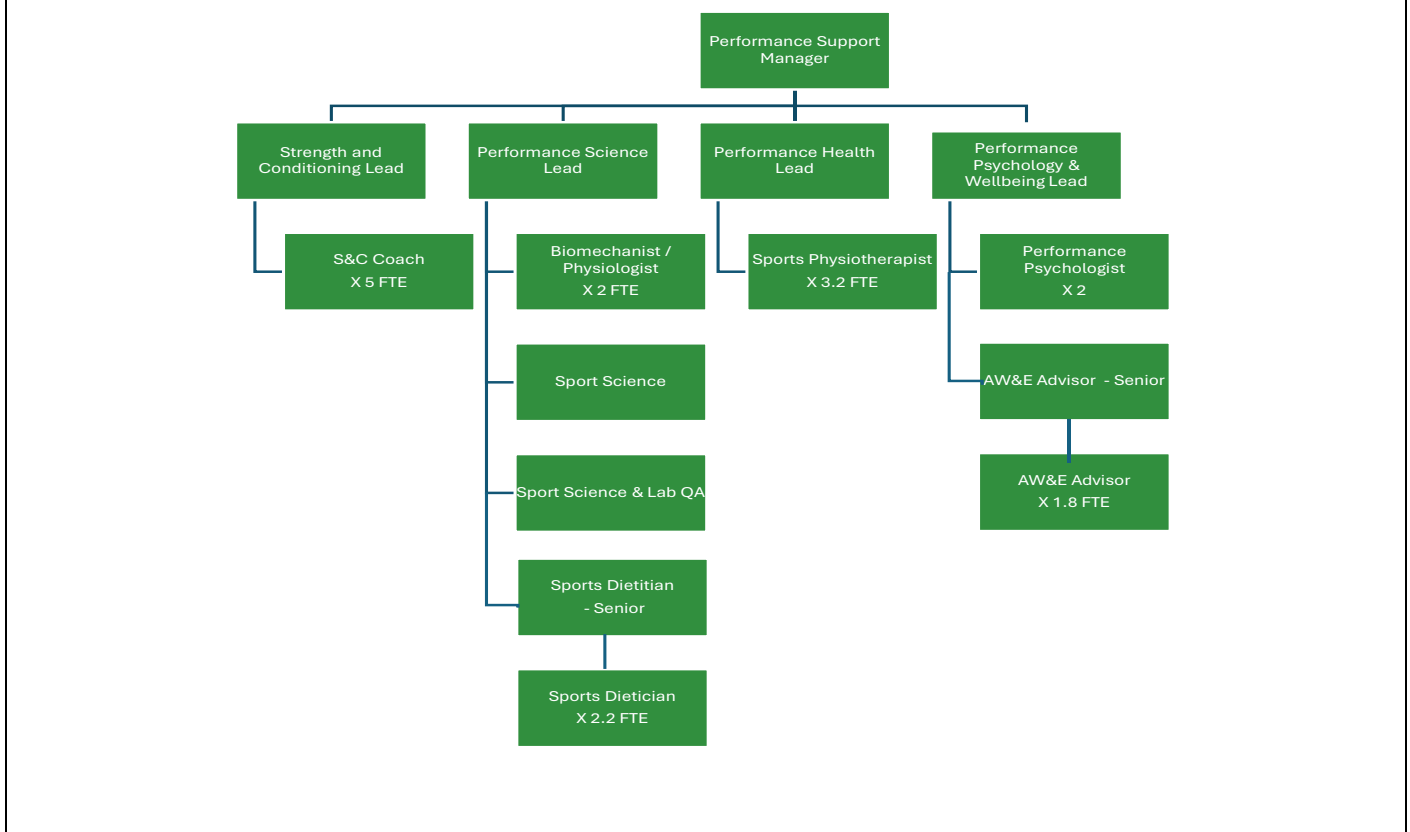 Performance Support
Manager
Strength and
Conditioning Lead
Performance Science
Lead
Performance Health
Lead
Performance
Psychology &
Wellbeing Lead
S&C Coach
X 5 FTE
Biomechanist /
Physiologist
X 2 FTE
Sports Physiotherapist
X 3.2 FTE
Performance
Psychologist
X 2
Sport Science
AW&E Advisor - Senior
Sport Science & Lab QA
AW&E Advisor
X 1.8 FTE
Sports Dietitian
- Senior
Sports Dietician
X 2.2 FTE